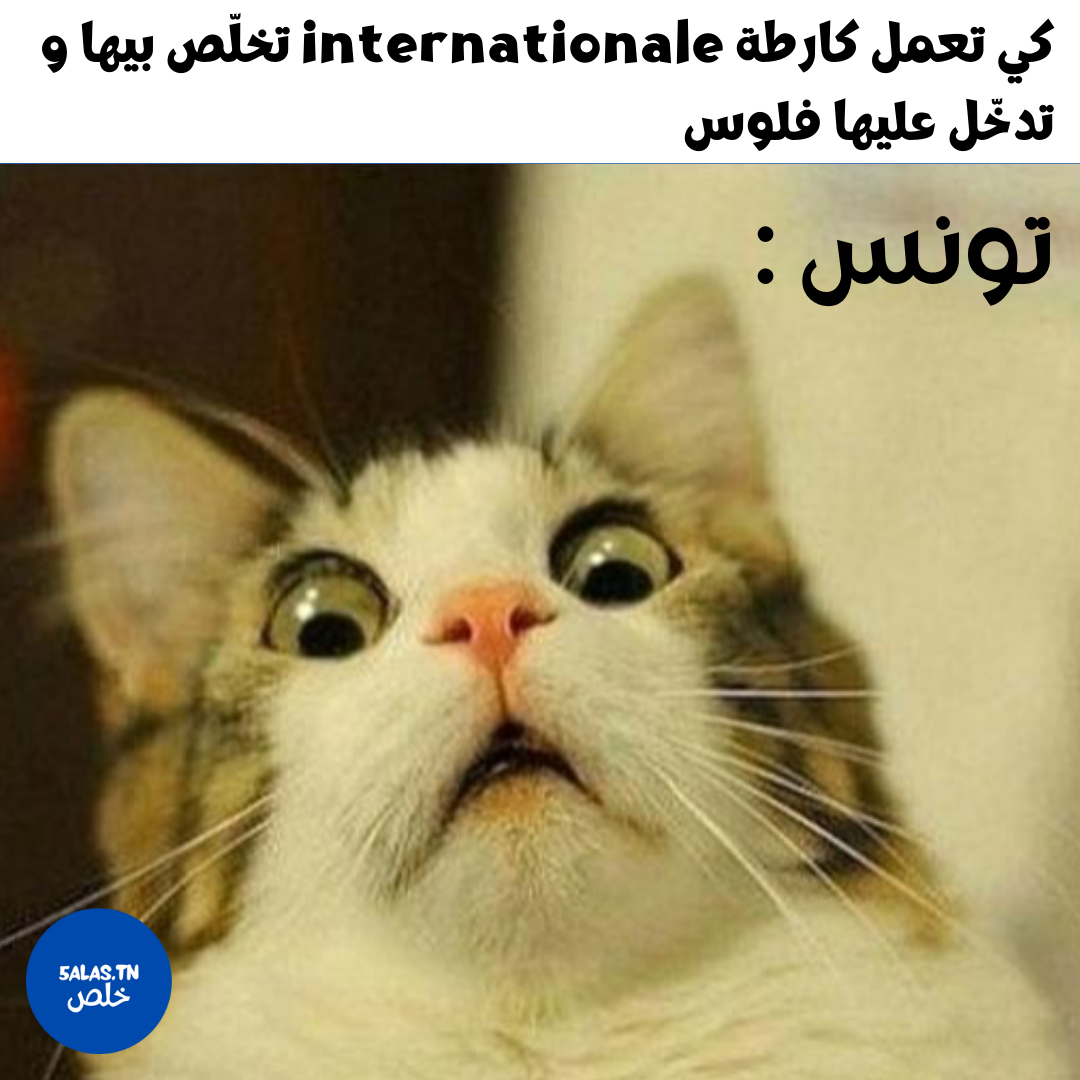 كي تعمل كارطة internationale تخلّص بيها و
تدخّل عليها فلوس
تونس :
5ALAS.TN
خلص